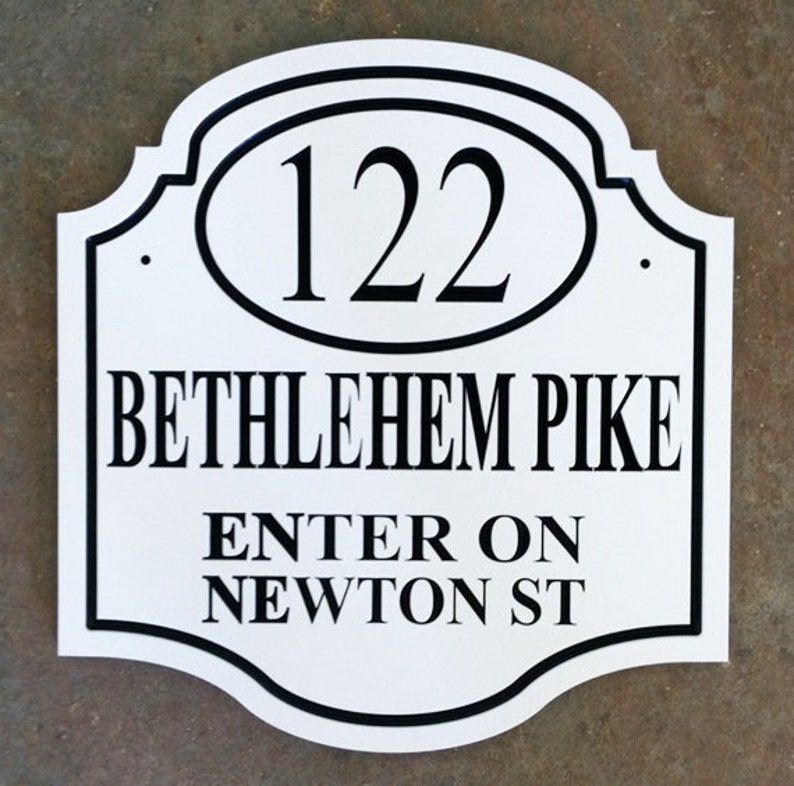 122
BETHLEHEM PIKE
ENTER ON
NEWTON ST